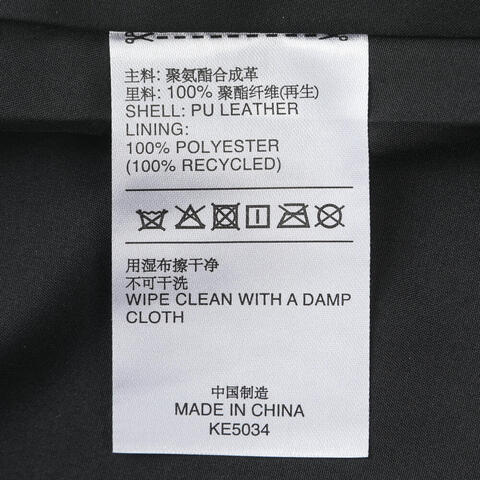 主料: 聚氨酯合成革
里料: 100% 聚酯纤维(再生)
SHELL: PU LEATHER
LINING:
100% POLYESTER
(100% RECYCLED)
用湿布擦干净
不可干洗
WIPE CLEAN WITH A DAMP
CLOTH
中国制造
MADE IN CHINA
KE5034